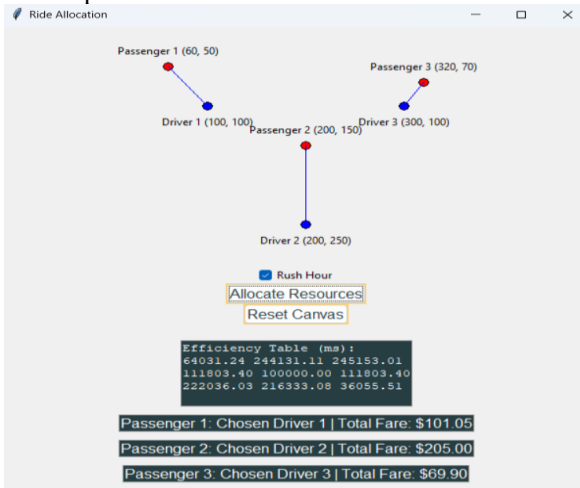 Ride Allocation
Passenger 1 (60, 50)
Passenger 3 (320, 70)
Driver 1 (100, 100)
Passenger 2 (200, 150)
Driver 3 (300, 100)
Driver 2 (200, 250)
Rush Hour
Allocate Resources
Reset Canvas
Efficiency Table (ms):
64031.24 244131.11 245153.01
111803.40 100000.00 111803.40
222036.03 216333.08 36055.51
Passenger 1: Chosen Driver 1 | Total Fare: $101.05
Passenger 2: Chosen Driver 2 | Total Fare: $205.00
Passenger 3: Chosen Driver 3 | Total Fare: $69.90